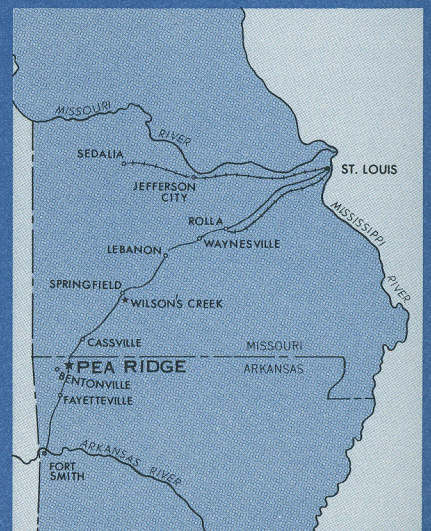 MISSOURI
RIVER
SEDALIA
ST. LOUIS
JEFFERSON
CITY
MISSISSIPPI
RIVER
ROLLA
WAYNESVILLE
LEBANON
SPRINGFIELD
WILSONS CREEK
CASSVILLE
MISSOURI
PEA RIDGE
ARKANSAS
BENTONVILLE
FAYETTEVILLE
ARKANSAS RIVER
FORT
SMITH